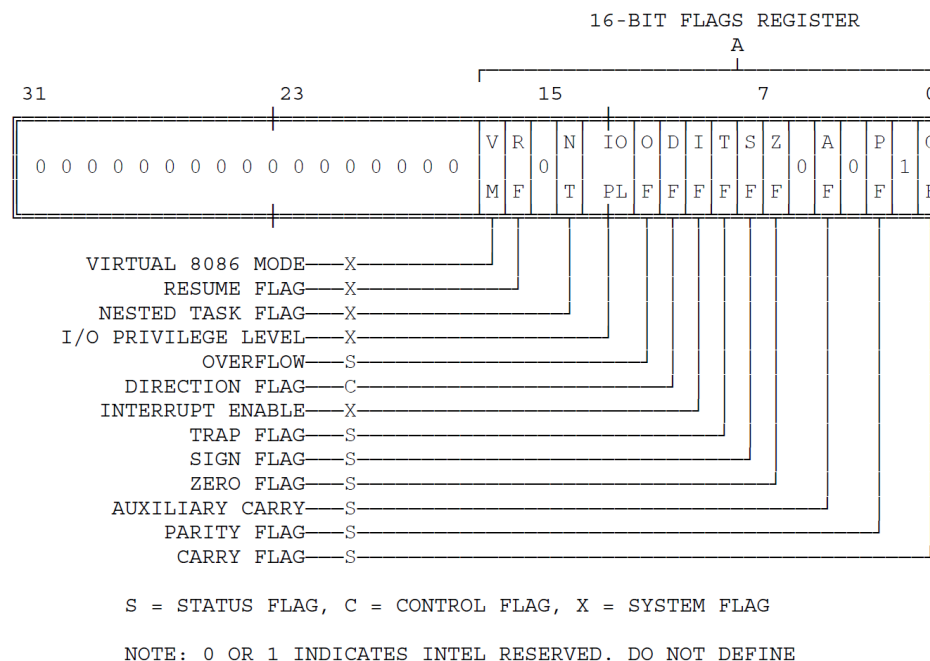 16-BIT FLAGS REGISTER
A
31 23 15 7 0
V R N IO O D I T S Z A P C
0 0 0 0 0 0 0 0 0 0 0 0 0 0 0 0 0 0 0 0 1
M F T PL F F F F F F F F F
VIRTUAL 8086 MODE X
RESUME FLAG X
NESTED TASK FLAG X
I/O PRIVILEGE LEVEL X
OVERFLOW S
DIRECTION FLAG C
INTERRUPT ENABLE X
TRAP FLAG S
SIGN FLAG S
ZERO FLAG S
AUXILIARY CARRY S
PARITY FLAG S
CARRY FLAG S
S = STATUS FLAG, C = CONTROL FLAG, X = SYSTEM FLAG
NOTE: 0 OR 1 INDICATES INTEL RESERVED. DO NOT DEFINE